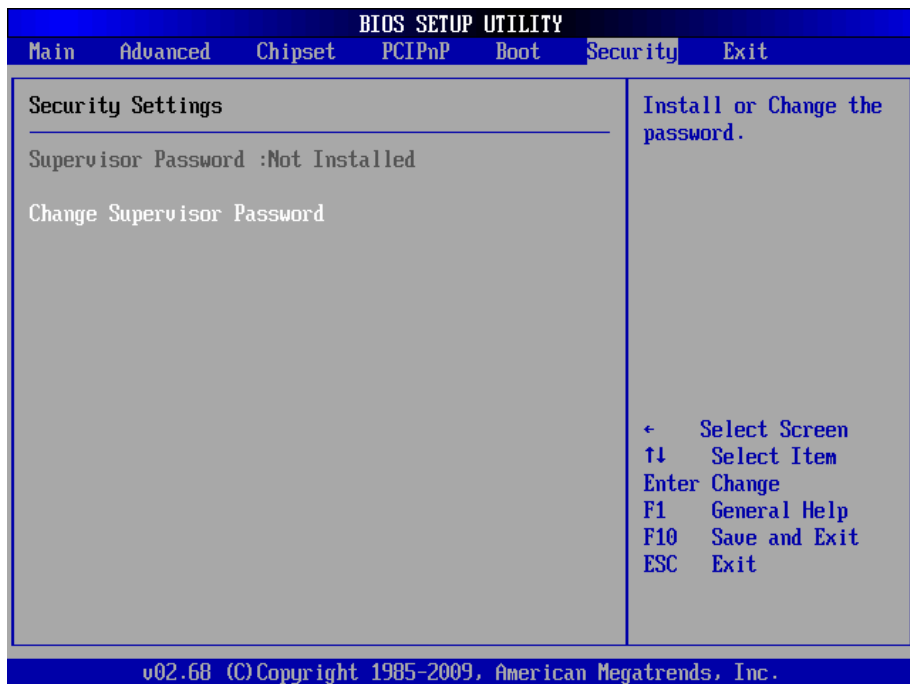 BIOS SETUP UTILITY
Main Advanced Chipset PCIPnP Boot Security Exit
Security Settings
Supervisor Password :Not Installed
Change Supervisor Password
Install or Change the
password.
← Select Screen
↑↓ Select Item
Enter Change
F1 General Help
F10 Save and Exit
ESC Exit
v02.68 (C)Copyright 1985-2009, American Megatrends, Inc.